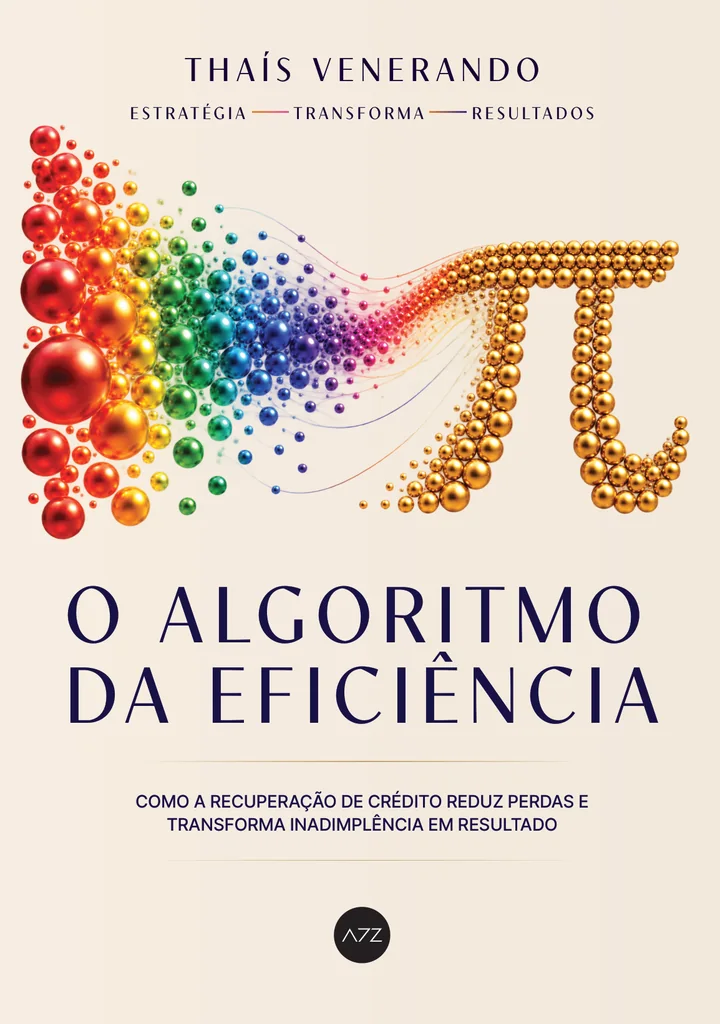 THAÍS VENERANDO
ESTRATÉGIA — TRANSFORMA — RESULTADOS
O ALGORITMO
DA EFICIÊNCIA
COMO A RECUPERAÇÃO DE CRÉDITO REDUZ PERDAS E
TRANSFORMA INADIMPLÊNCIA EM RESULTADO
A7Z